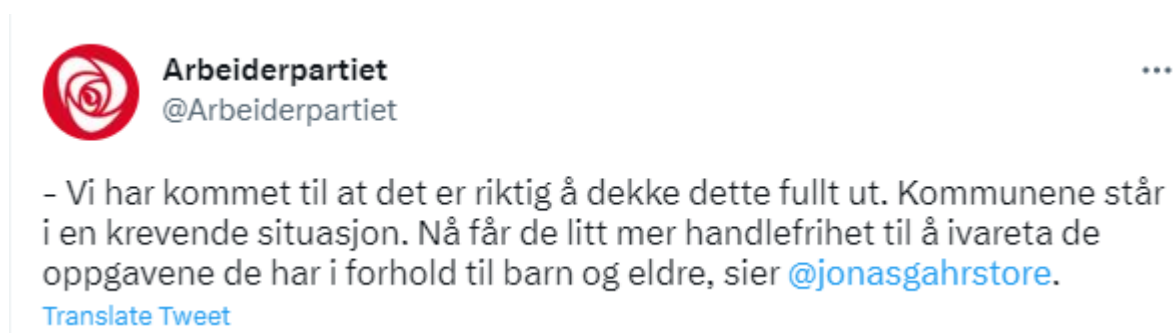 Arbeiderpartiet
@Arbeiderpartiet
- Vi har kommet til at det er riktig å dekke dette fullt ut. Kommunene står
i en krevende situasjon. Nå får de litt mer handlefrihet til å ivareta de
oppgavene de har i forhold til barn og eldre, sier @jonasgahrstore.
Translate Tweet